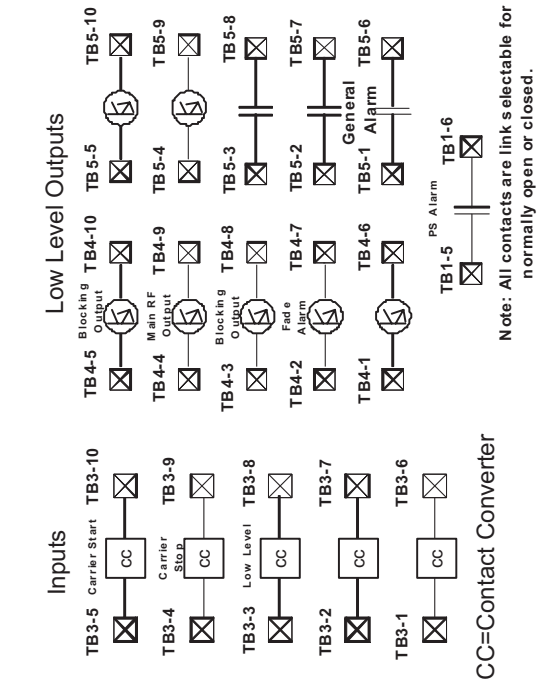 Inputs
TB3-5
Carrier Start
TB3-10
CC
TB3-4
Carrier
Stop
TB3-9
CC
TB3-3
Low Level
TB3-8
CC
TB3-2
TB3-7
CC
TB3-1
TB3-6
CC
CC=Contact Converter
Low Level Outputs
TB4-5
Blocking
Output
TB4-10
TB4-4
Main RF
Output
TB4-9
TB4-3
Blocking
Output
TB4-8
TB4-2
Fade
Alarm
TB4-7
TB4-1
TB4-6
TB5-5
TB5-10
TB5-4
TB5-9
TB5-3
TB5-8
TB5-2
TB5-7
TB5-1
General
Alarm
TB5-6
TB1-5
PS Alarm
TB1-6
Note: All contacts are link selectable for
normally open or closed.